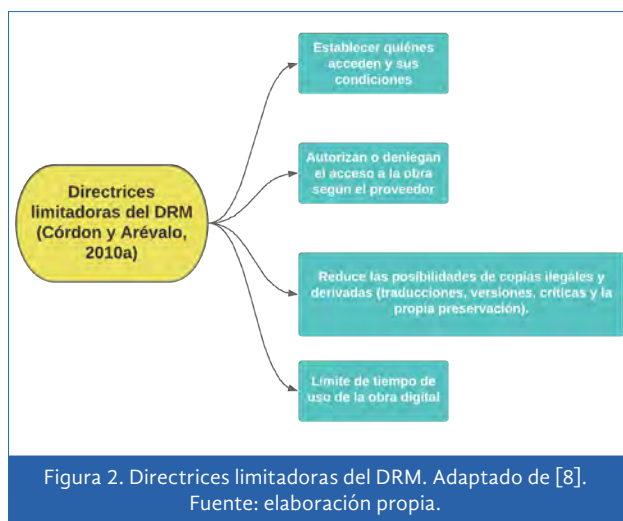 Establecer quiénes
acceden y sus
condiciones
Autorizan o deniegan
el acceso a la obra
según el proveedor
Directrices
limitadoras del DRM
(Córdon y Arévalo,
2010a)
Reduce las posibilidades de copias ilegales y
derivadas (traducciones, versiones, críticas y la
propia preservación).
Límite de tiempo de
uso de la obra digital
Figura 2. Directrices limitadoras del DRM. Adaptado de [8].
Fuente: elaboración propia.